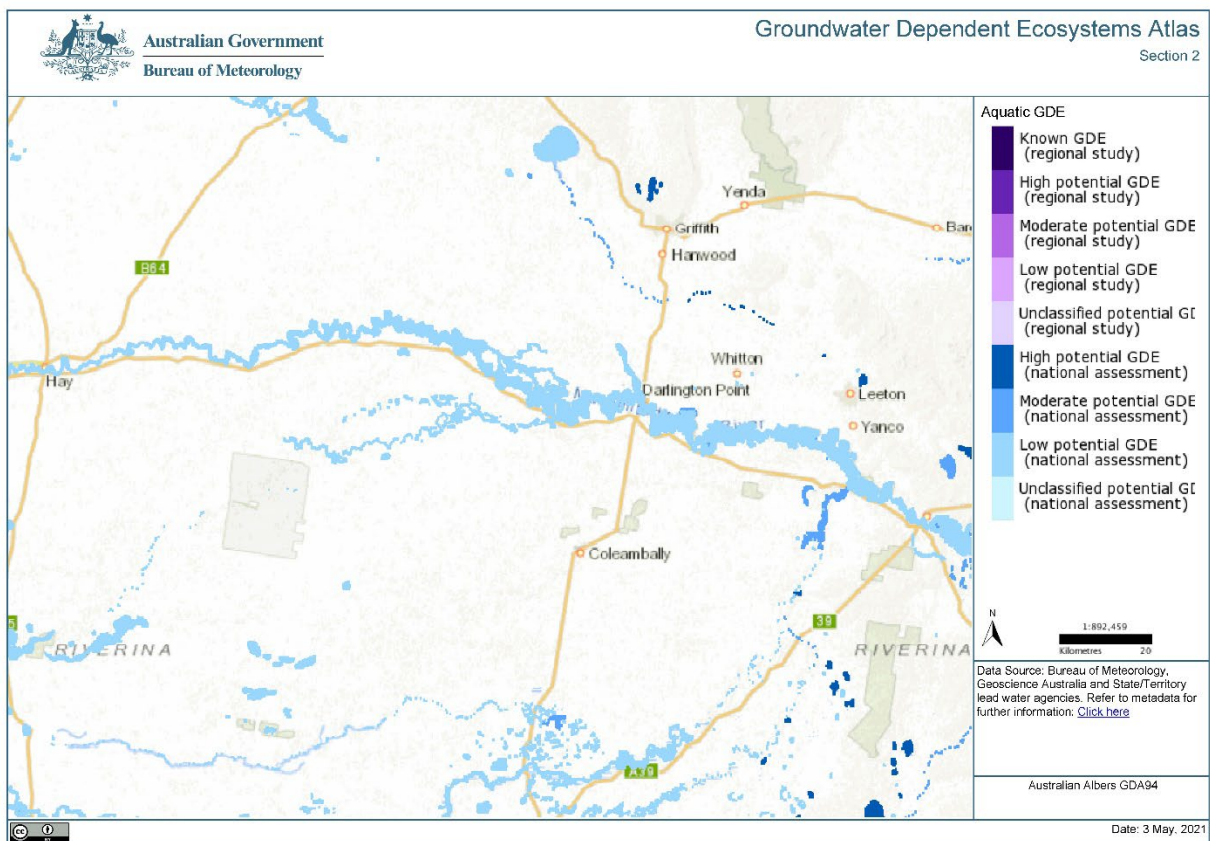 Australian Government
Bureau of Meteorology
Groundwater Dependent Ecosystems Atlas
Section 2
Yenda
Griffith
Bar
Hanwood
B64
Whitton
Hay
Darlington Point
Leeton
Yanco
Coleambally
39
5
RIVERINA
RIVERINA
A39
Aquatic GDE
Known GDE
(regional study)
High potential GDE
(regional study)
Moderate potential GDE
(regional study)
Low potential GDE
(regional study)
Unclassified potential GI
(regional study)
High potential GDE
(national assessment)
Moderate potential GDE
(national assessment)
Low potential GDE
(national assessment)
Unclassified potential GI
(national assessment)
N
1:892,459
Kilometres 20
Data Source: Bureau of Meteorology,
Geoscience Australia and State/Territory
lead water agencies. Refer to metadata for
further information: Click here
Australian Albers GDA94
Date: 3 May, 2021
cc
BY